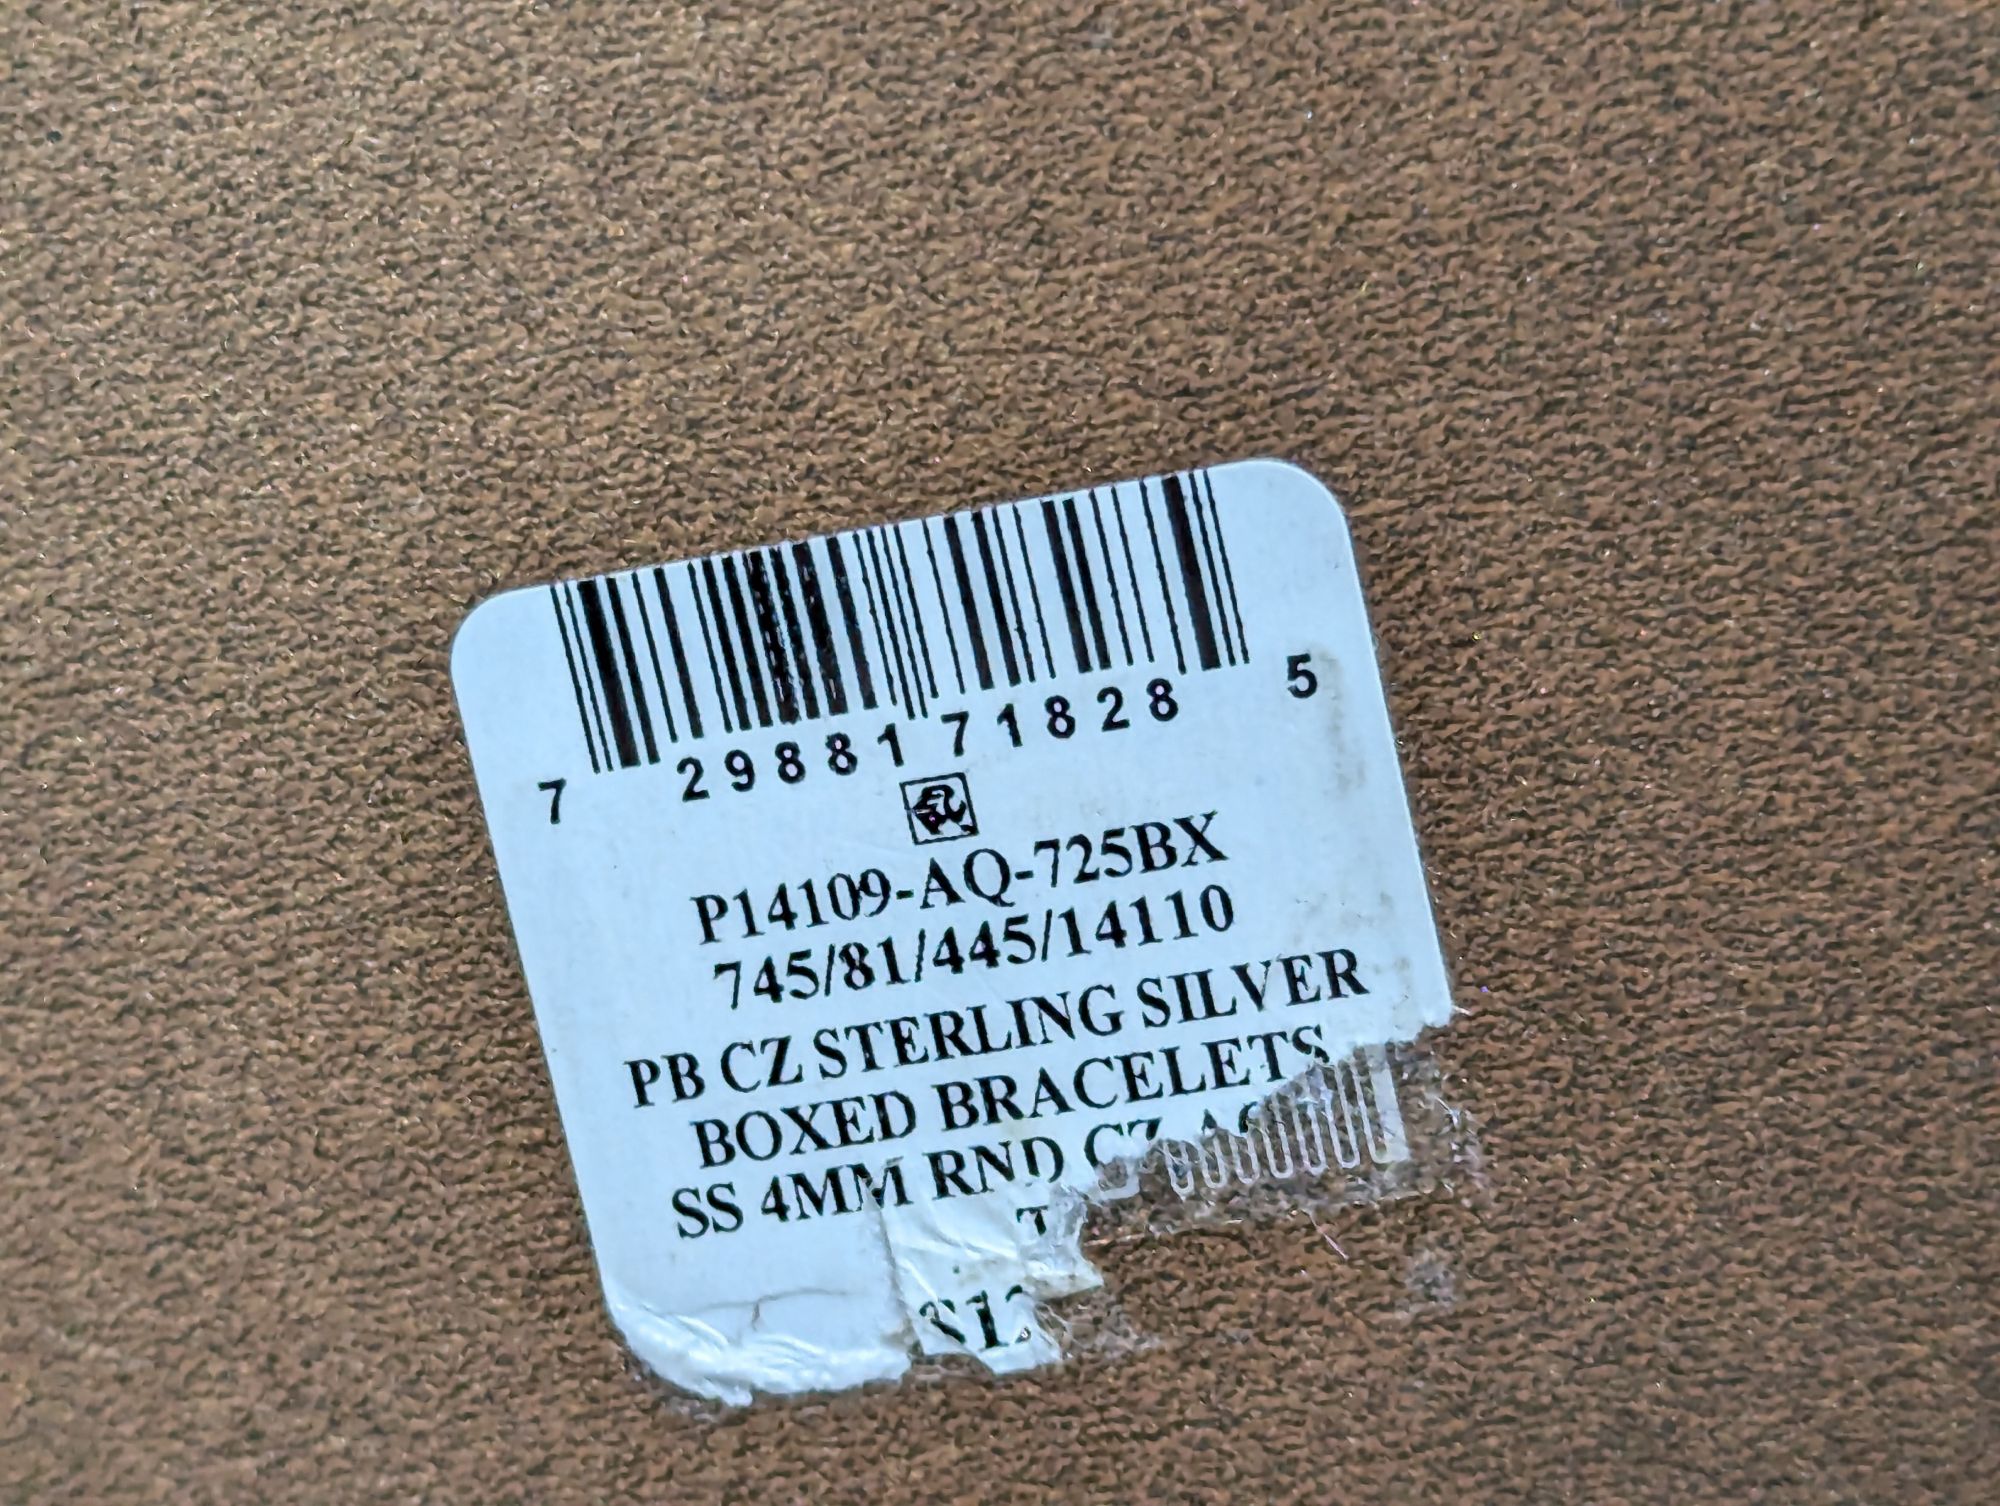 7 29881 71828 5
P14109-AQ-725BX
745/81/445/14110
PB CZ STERLING SILVER
BOXED BRACELETS
SS 4MM RND CZ